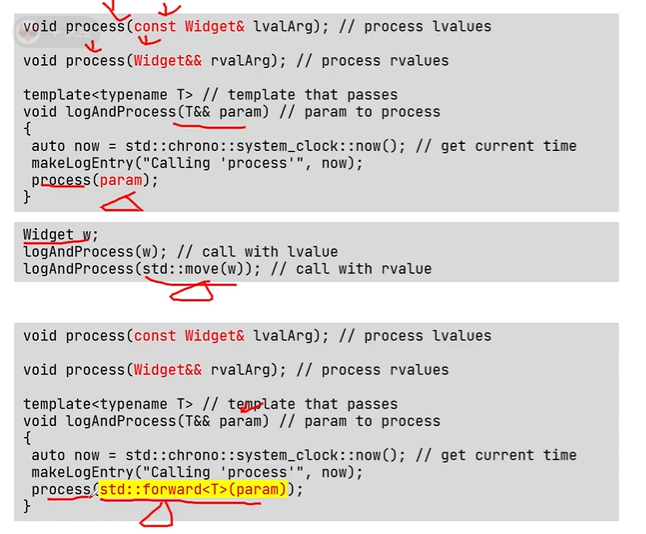 void process(const Widget& lvalArg); // process lvalues
void process(Widget&& rvalArg); // process rvalues
template<typename T> // template that passes
void logAndProcess(T&& param) // param to process
{
auto now = std::chrono::system_clock::now(); // get current time
makeLogEntry("Calling 'process'", now);
process(param);
}
Widget w;
logAndProcess(w); // call with lvalue
logAndProcess(std::move(w)); // call with rvalue
void process(const Widget& lvalArg); // process lvalues
void process(Widget&& rvalArg); // process rvalues
template<typename T> // template that passes
void logAndProcess(T&& param) // param to process
{
auto now = std::chrono::system_clock::now(); // get current time
makeLogEntry("Calling 'process'", now);
process(std::forward<T>(param));
}